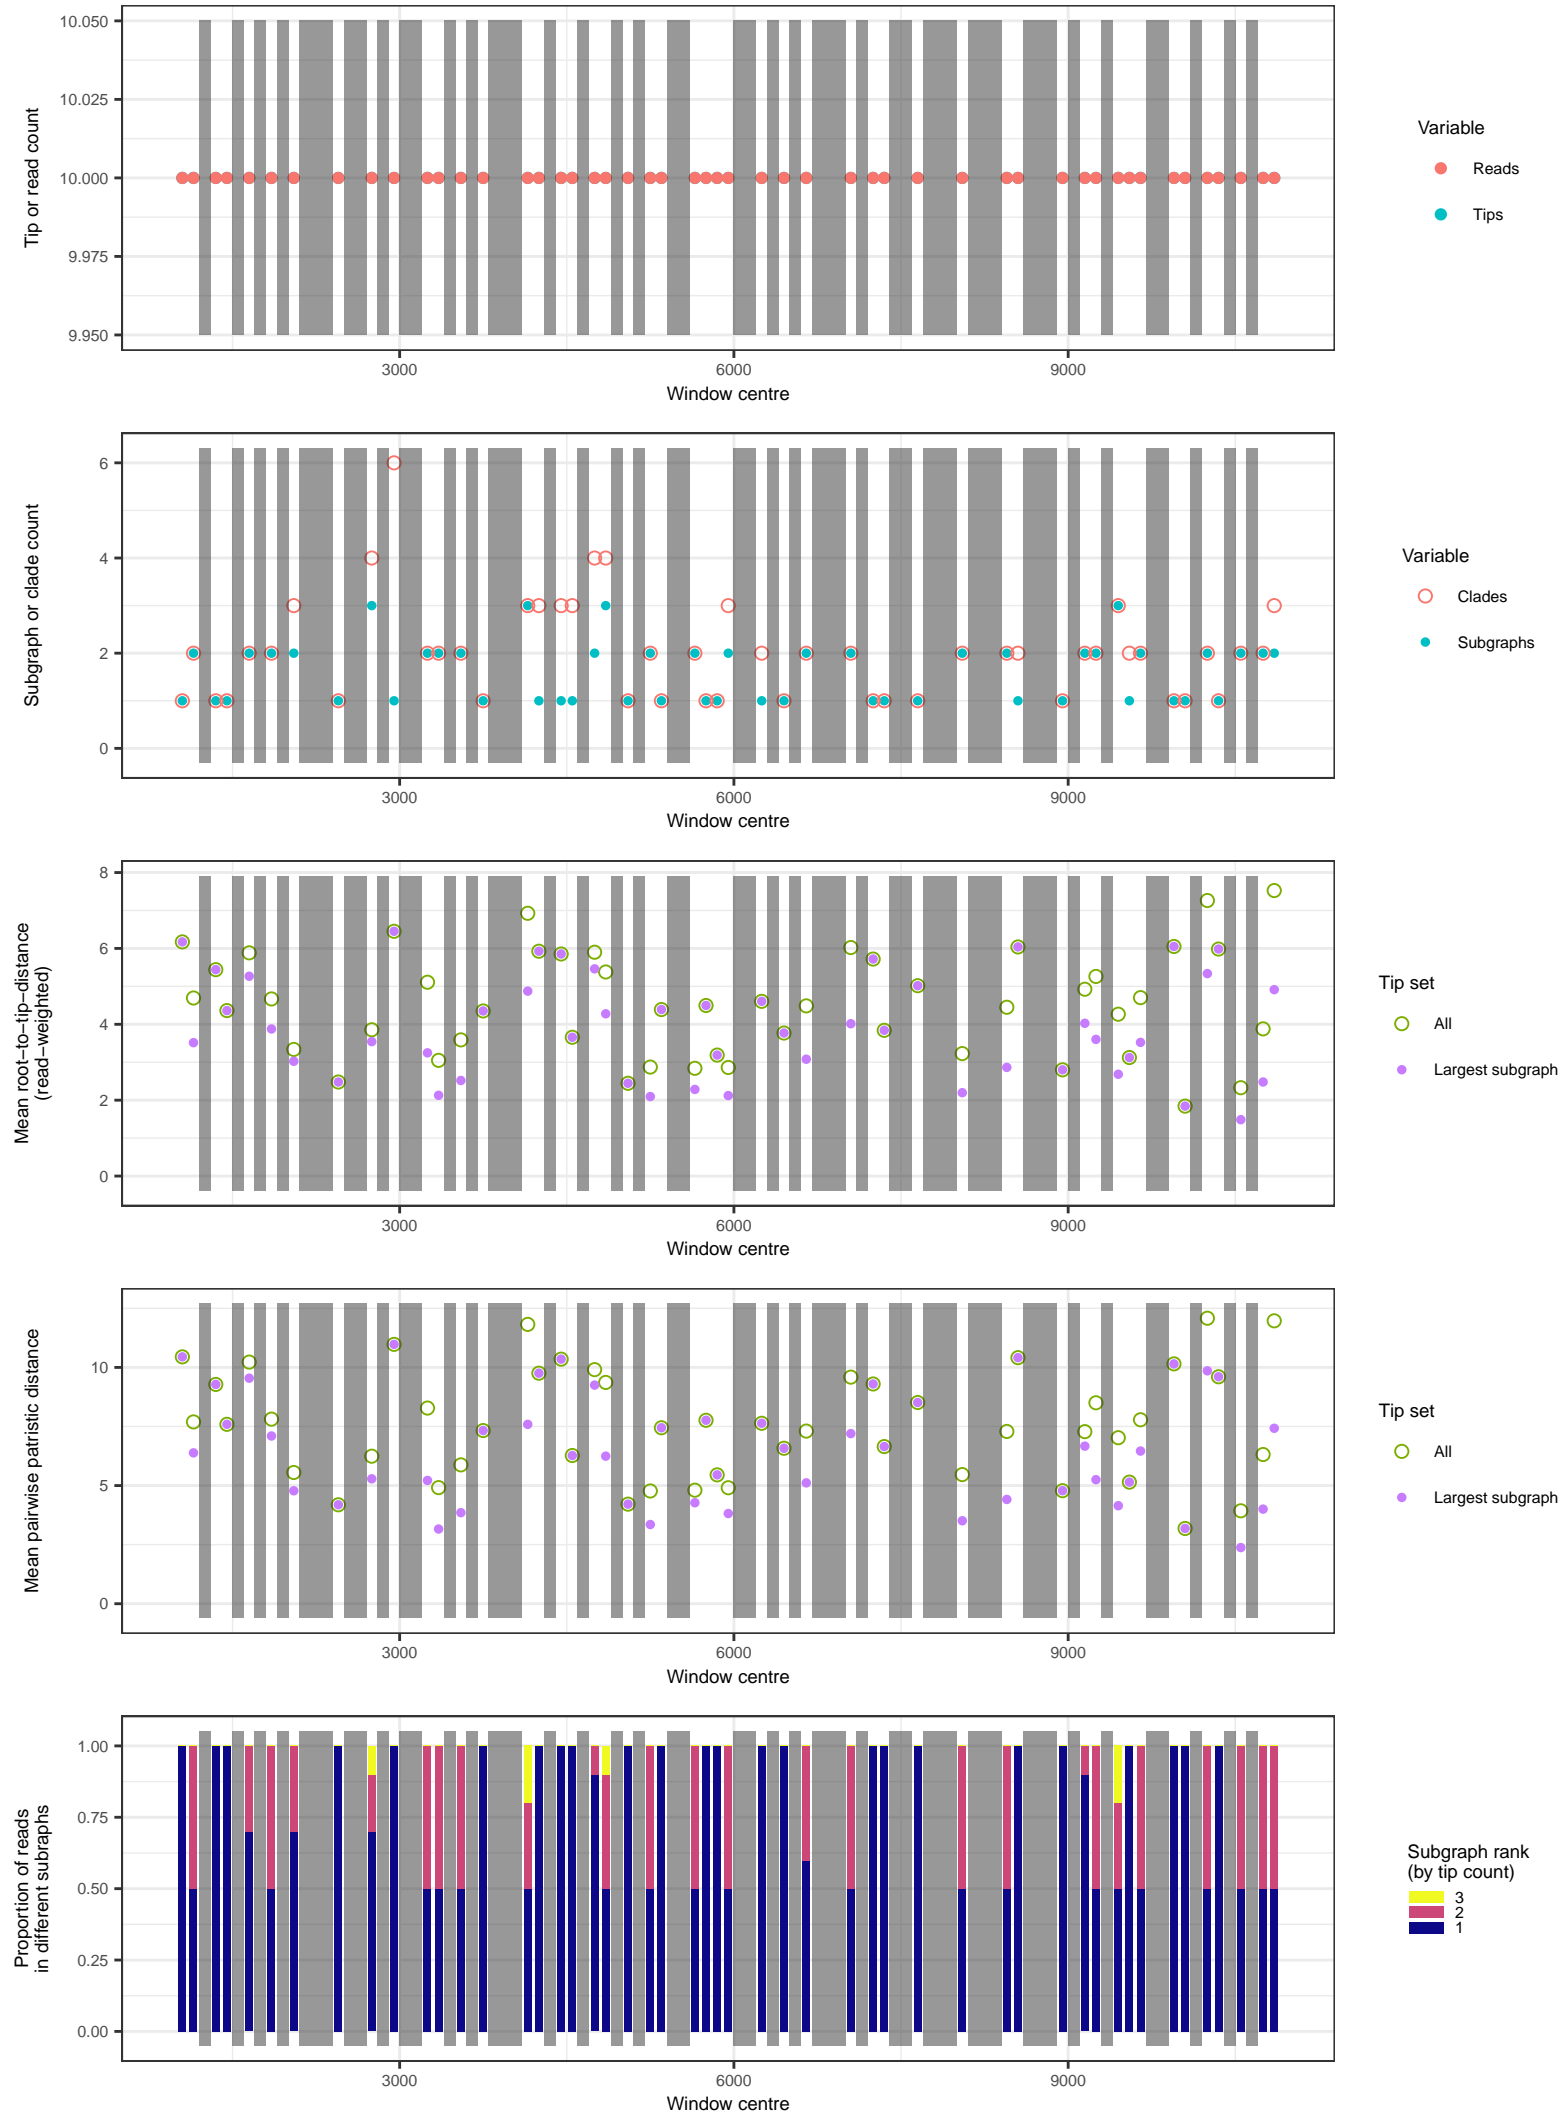 10.050
10.025
10.000
9.975
9.950
Tip or read count
3000
6000
9000
Window centre
Variable
Reads
Tips
6
4
2
0
Subgraph or clade count
3000
6000
9000
Window centre
Variable
Clades
Subgraphs
8
6
4
2
0
Mean root−to−tip−distance
(read−weighted)
3000
6000
9000
Window centre
Tip set
All
Largest subgraph
10
5
0
Mean pairwise patristic distance
3000
6000
9000
Window centre
Tip set
All
Largest subgraph
1.00
0.75
0.50
0.25
0.00
Proportion of reads
in different subraphs
3000
6000
9000
Window centre
Subgraph rank
(by tip count)
3
2
1